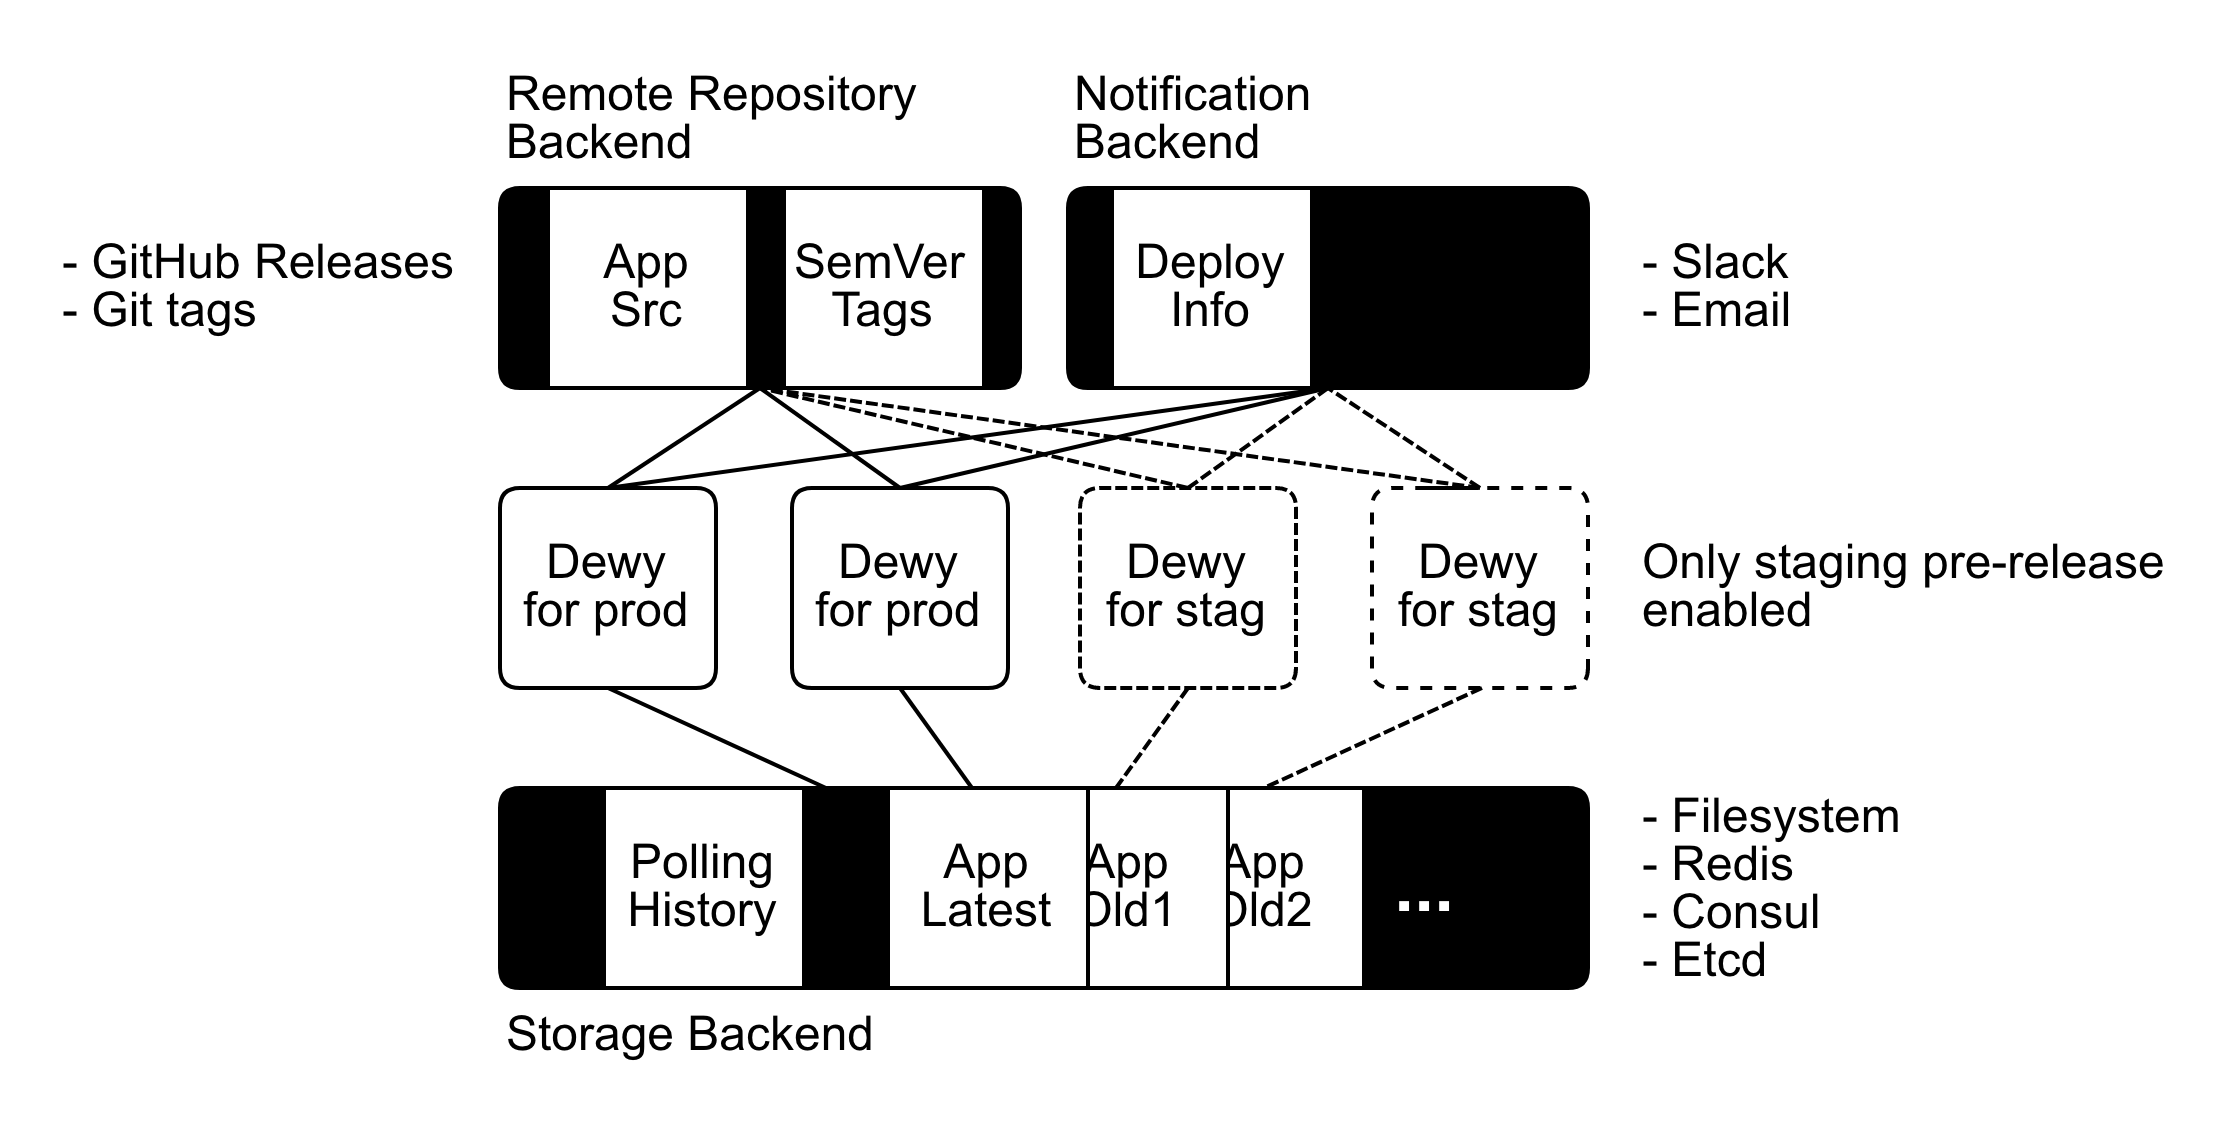 Remote Repository
Backend
Notification
Backend
- GitHub Releases
- Git tags
App
Src
SemVer
Tags
Deploy
Info
- Slack
- Email
Dewy
for prod
Dewy
for prod
Dewy
for stag
Dewy
for stag
Only staging pre-release
enabled
Polling
History
App
Latest
App
Old1
App
Old2
...
- Filesystem
- Redis
- Consul
- Etcd
Storage Backend